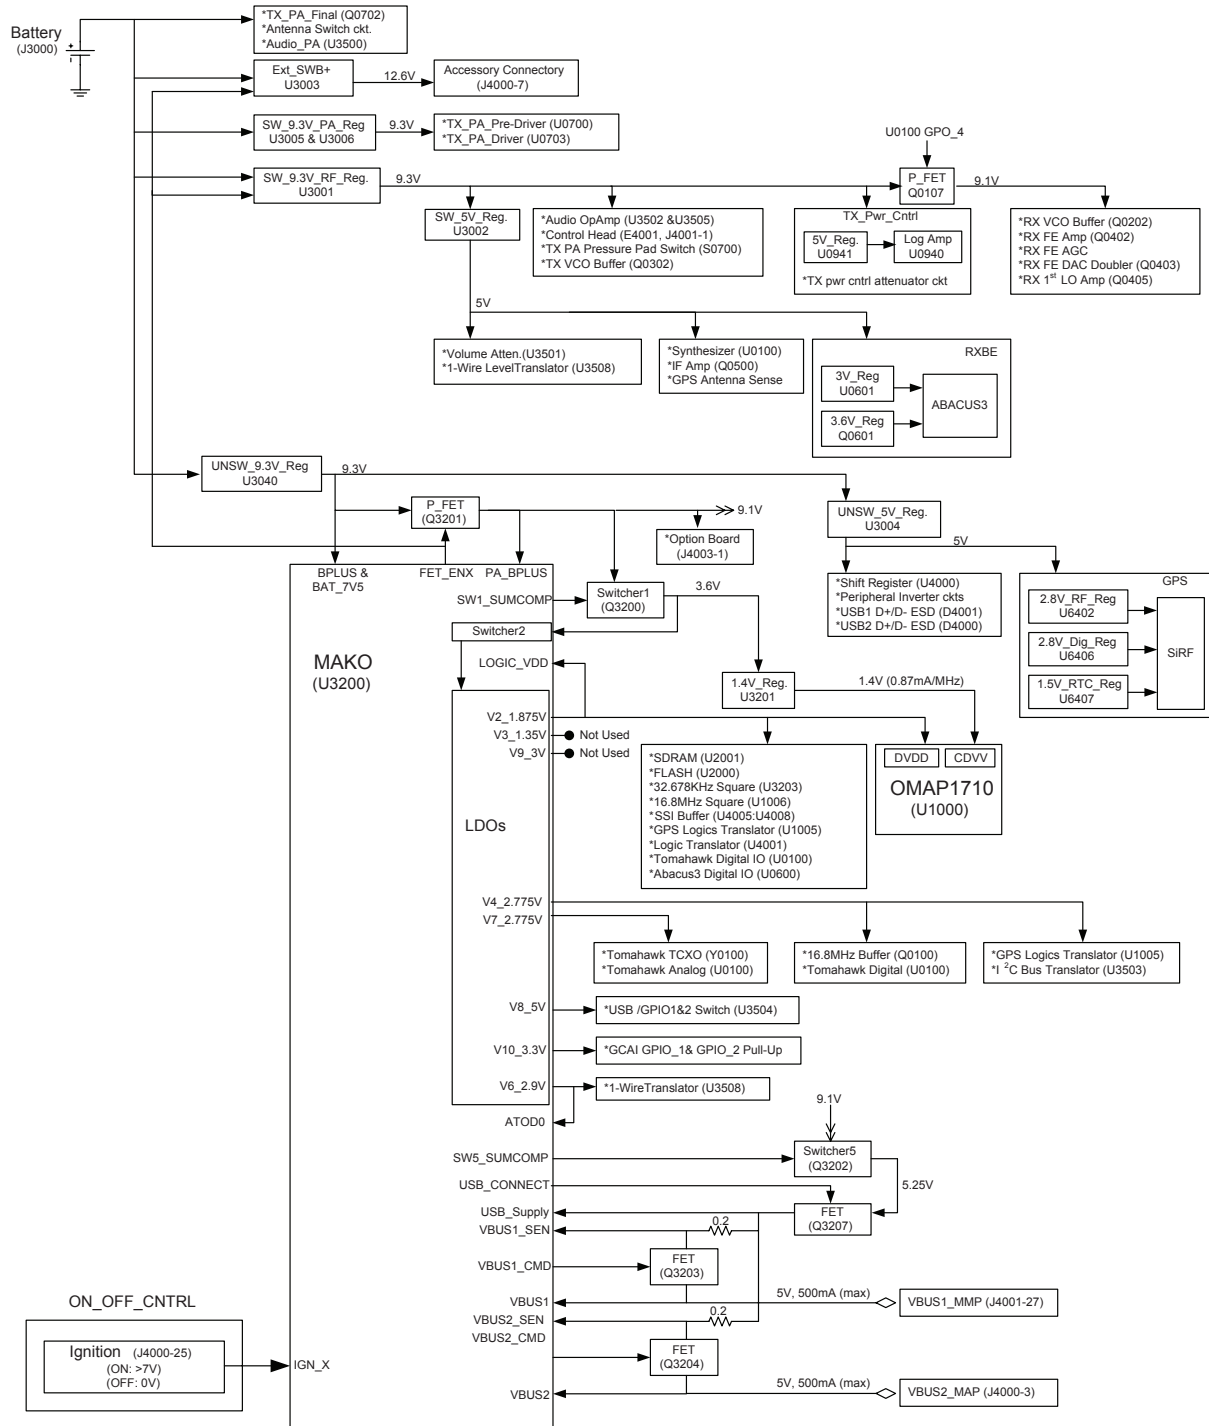 Battery
(J3000)
+
-
*TX_PA_Final (Q0702)
*Antenna Switch ckt.
*Audio_PA (U3500)
Ext_SWB+
U3003
12.6V
Accessory Connectory
(J4000-7)
SW_9.3V_PA_Reg
U3005 & U3006
9.3V
*TX_PA_Pre-Driver (U0700)
*TX_PA_Driver (U0703)
U0100 GPO_4
SW_9.3V_RF_Reg.
U3001
9.3V
P_FET
Q0107
9.1V
SW_5V_Reg.
U3002
*Audio OpAmp (U3502 &U3505)
*Control Head (E4001, J4001-1)
*TX PA Pressure Pad Switch (S0700)
*TX VCO Buffer (Q0302)
TX_Pwr_Cntrl
5V_Reg.
U0941
Log Amp
U0940
*TX pwr cntrl attenuator ckt
*RX VCO Buffer (Q0202)
*RX FE Amp (Q0402)
*RX FE AGC
*RX FE DAC Doubler (Q0403)
*RX 1st LO Amp (Q0405)
5V
*Volume Atten.(U3501)
*1-Wire LevelTranslator (U3508)
*Synthesizer (U0100)
*IF Amp (Q0500)
*GPS Antenna Sense
RXBE
3V_Reg
U0601
3.6V_Reg
Q0601
ABACUS3
UNSW_9.3V_Reg
U3040
9.3V
P_FET
(Q3201)
9.1V
*Option Board
(J4003-1)
UNSW_5V_Reg.
U3004
5V
*Shift Register (U4000)
*Peripheral Inverter ckts
*USB1 D+/D- ESD (D4001)
*USB2 D+/D- ESD (D4000)
GPS
2.8V_RF_Reg
U6402
2.8V_Dig_Reg
U6406
1.5V_RTC_Reg
U6407
SiRF
BPLUS &
BAT_7V5
FET_ENX
PA_BPLUS
SW1_SUMCOMP
Switcher1
(Q3200)
3.6V
Switcher2
MAKO
(U3200)
LOGIC_VDD
1.4V_Reg.
U3201
1.4V (0.87mA/MHz)
V2_1.875V
V3_1.35V
Not Used
V9_3V
Not Used
DVDD
CDVV
OMAP1710
(U1000)
*SDRAM (U2001)
*FLASH (U2000)
*32.678KHz Square (U3203)
*16.8MHz Square (U1006)
*SSI Buffer (U4005:U4008)
*GPS Logics Translator (U1005)
*Logic Translator (U4001)
*Tomahawk Digital IO (U0100)
*Abacus3 Digital IO (U0600)
LDOs
V4_2.775V
V7_2.775V
*Tomahawk TCXO (Y0100)
*Tomahawk Analog (U0100)
*16.8MHz Buffer (Q0100)
*Tomahawk Digital (U0100)
*GPS Logics Translator (U1005)
*I 2C Bus Translator (U3503)
V8_5V
*USB /GPIO1&2 Switch (U3504)
V10_3.3V
*GCAI GPIO_1& GPIO_2 Pull-Up
V6_2.9V
*1-WireTranslator (U3508)
ATOD0
9.1V
SW5_SUMCOMP
Switcher5
(Q3202)
USB_CONNECT
5.25V
USB_Supply
FET
(Q3207)
VBUS1_SEN
0.2
VBUS1_CMD
FET
(Q3203)
VBUS1
5V, 500mA (max)
VBUS1_MMP (J4001-27)
VBUS2_SEN
0.2
VBUS2_CMD
FET
(Q3204)
VBUS2
5V, 500mA (max)
VBUS2_MAP (J4000-3)
ON_OFF_CNTRL
Ignition (J4000-25)
(ON: >7V)
(OFF: 0V)
IGN_X